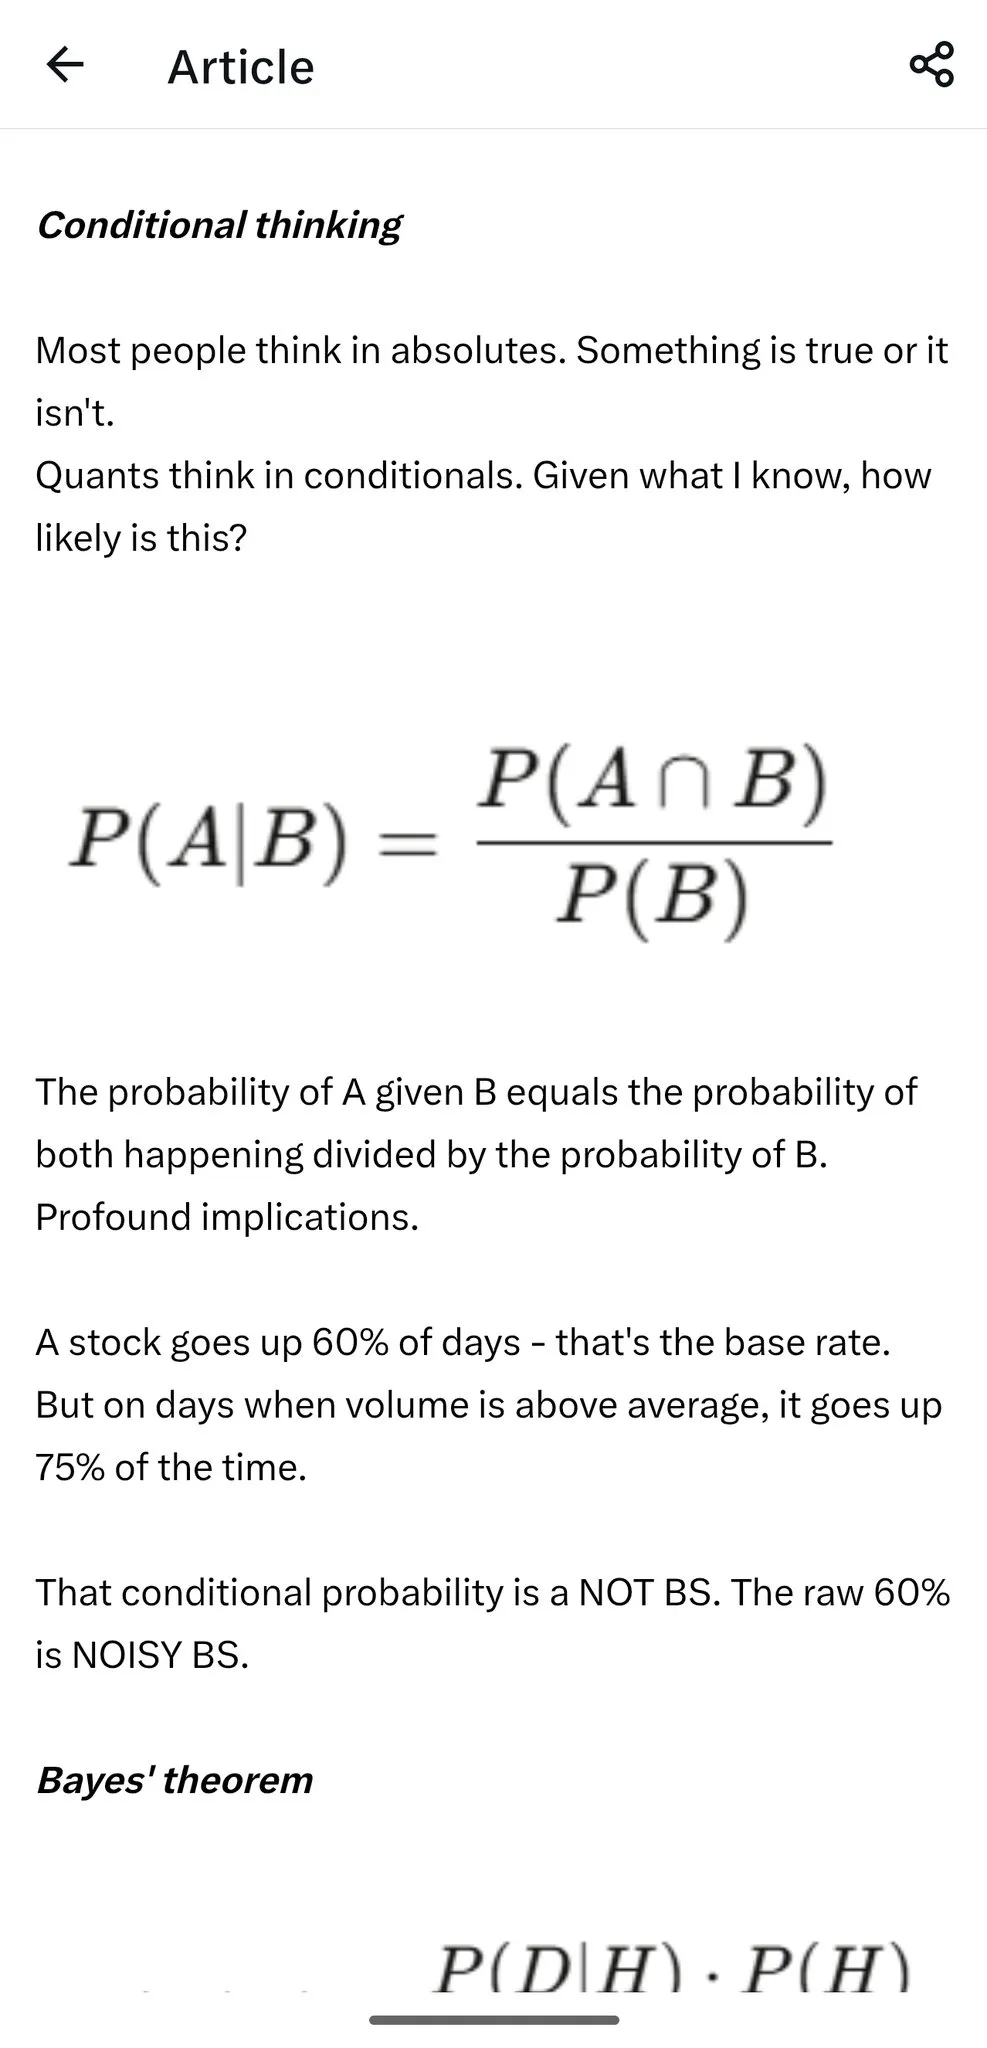 Article
Conditional thinking
Most people think in absolutes. Something is true or it
isn't.
Quants think in conditionals. Given what I know, how
likely is this?
P(A|B) = P(A ∩ B) / P(B)
The probability of A given B equals the probability of
both happening divided by the probability of B.
Profound implications.
A stock goes up 60% of days - that's the base rate.
But on days when volume is above average, it goes up
75% of the time.
That conditional probability is a NOT BS. The raw 60%
is NOISY BS.
Bayes' theorem
P(D|H) · P(H)